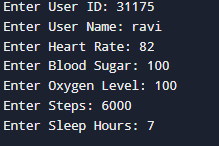 Enter User ID: 31175
Enter User Name: ravi
Enter Heart Rate: 82
Enter Blood Sugar: 100
Enter Oxygen Level: 100
Enter Steps: 6000
Enter Sleep Hours: 7